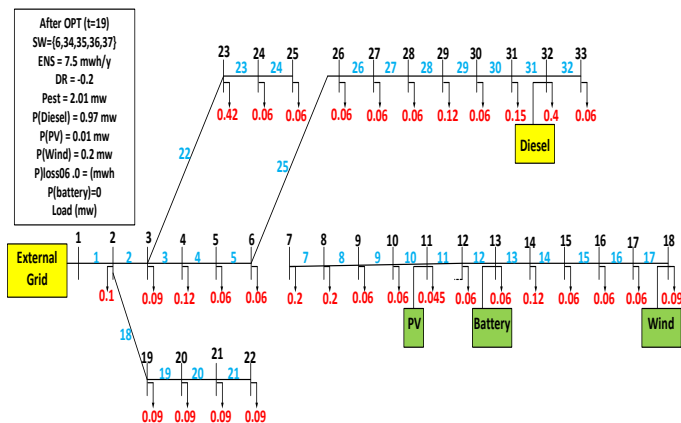 After OPT (t=19)
SW={6,34,35,36,37}
ENS = 7.5 mwh/y
DR = -0.2
Pest = 2.01 mw
P(Diesel) = 0.97 mw
P(PV) = 0.01 mw
P(Wind) = 0.2 mw
P)loss06 .0 = (mwh
P(battery)=0
Load (mw)
23 24 25 26 27 28 29 30 31 32 33
23 24 26 27 28 29 30 31 32
0.42 0.06 0.06 0.06 0.06 0.06 0.12 0.06 0.15 0.4 0.06
Diesel
22
25
1 2 3 4 5 6 7 8 9 10 11 12 13 14 15 16 17 18
External
Grid
1 2 3 4 5 7 8 9 10 11 12 13 14 15 16 17
0.1 0.09 0.12 0.06 0.06 0.2 0.2 0.06 0.06 0.045 0.06 0.06 0.12 0.06 0.06 0.06 0.09
PV Battery Wind
18
19 20 21 22
19 20 21
0.09 0.09 0.09 0.09